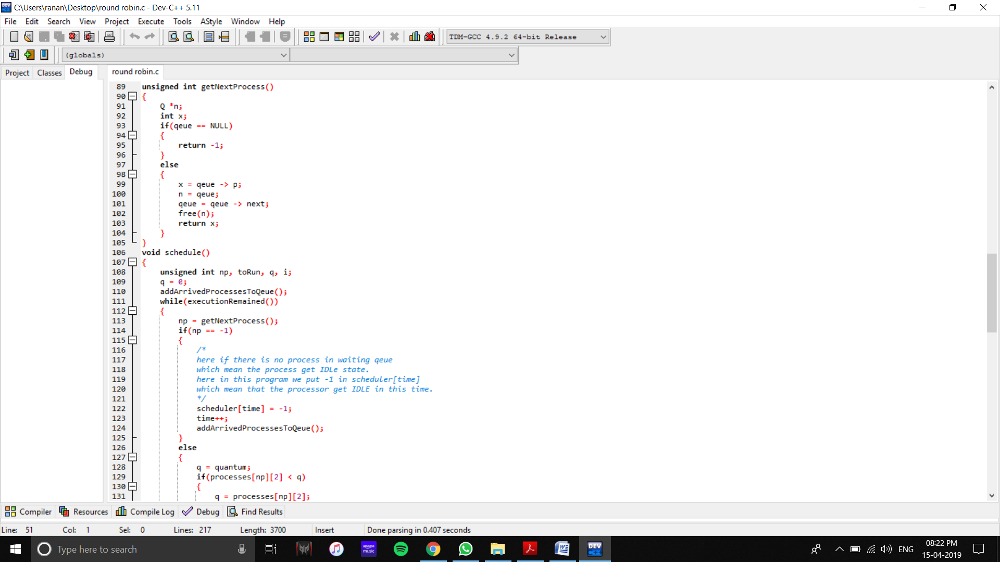 C:\Users\ranan\Desktop\round robin.c - Dev-C++ 5.11
File Edit Search View Project Execute Tools AStyle Window Help
TDM-GCC 4.9.2 64-bit Release
(globals)
Project Classes Debug round robin.c
89 unsigned int getNextProcess()
90 {
91 Q *n;
92 int x;
93 if(qeue == NULL)
94 {
95 return -1;
96 }
97 else
98 {
99 x = qeue -> p;
100 n = qeue;
101 qeue = qeue -> next;
102 free(n);
103 return x;
104 }
105 }
106 void schedule()
107 {
108 unsigned int np, toRun, q, i;
109 q = 0;
110 addArrivedProcessesToQeue();
111 while(executionRemained())
112 {
113 np = getNextProcess();
114 if(np == -1)
115 {
116 /*
117 here if there is no process in waiting qeue
118 which mean the process get IDLe state.
119 here in this program we put -1 in scheduler[time]
120 which mean that the processor get IDLE in this time.
121 */
122 scheduler[time] = -1;
123 time++;
124 addArrivedProcessesToQeue();
125 }
126 else
127 {
128 q = quantum;
129 if(processes[np][2] < q)
130 {
131 q = processes[np][2];
Compiler Resources Compile Log Debug Find Results
Line: 51 Col: 1 Sel: 0 Lines: 217 Length: 3700 Insert Done parsing in 0.407 seconds
Type here to search
amazon music
DEV C++
ENG
08:22 PM
15-04-2019